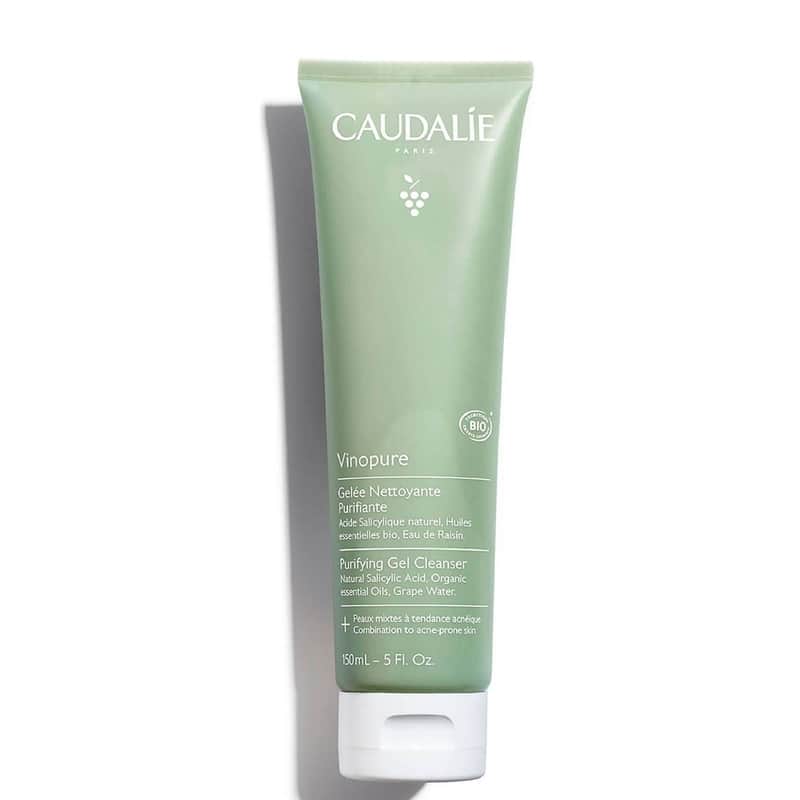 CAUDALÍE
PARIS
BIO
Vinopure
Gelée Nettoyante
Purifiante
Acide Salicylique naturel, Huiles
essentielles bio, Eau de Raisin.
Purifying Gel Cleanser
Natural Salicylic Acid, Organic
essential Oils, Grape Water.
+ Peaux mixtes à tendance acnéique
Combination to acne-prone skin
150mL – 5 Fl. Oz.